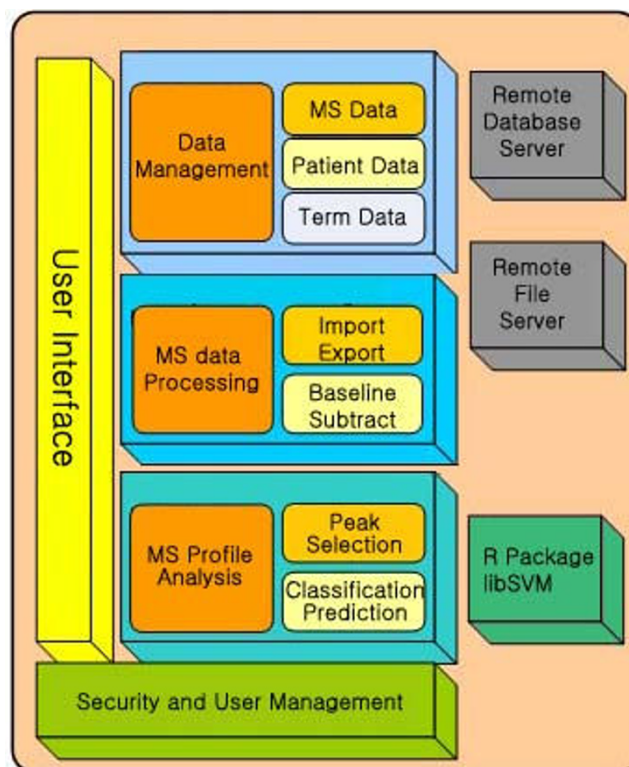 User Interface
Data
Management
MS Data
Patient Data
Term Data
Remote
Database
Server
MS data
Processing
Import
Export
Baseline
Subtract
Remote
File
Server
MS Profile
Analysis
Peak
Selection
Classification
Prediction
R Package
libSVM
Security and User Management